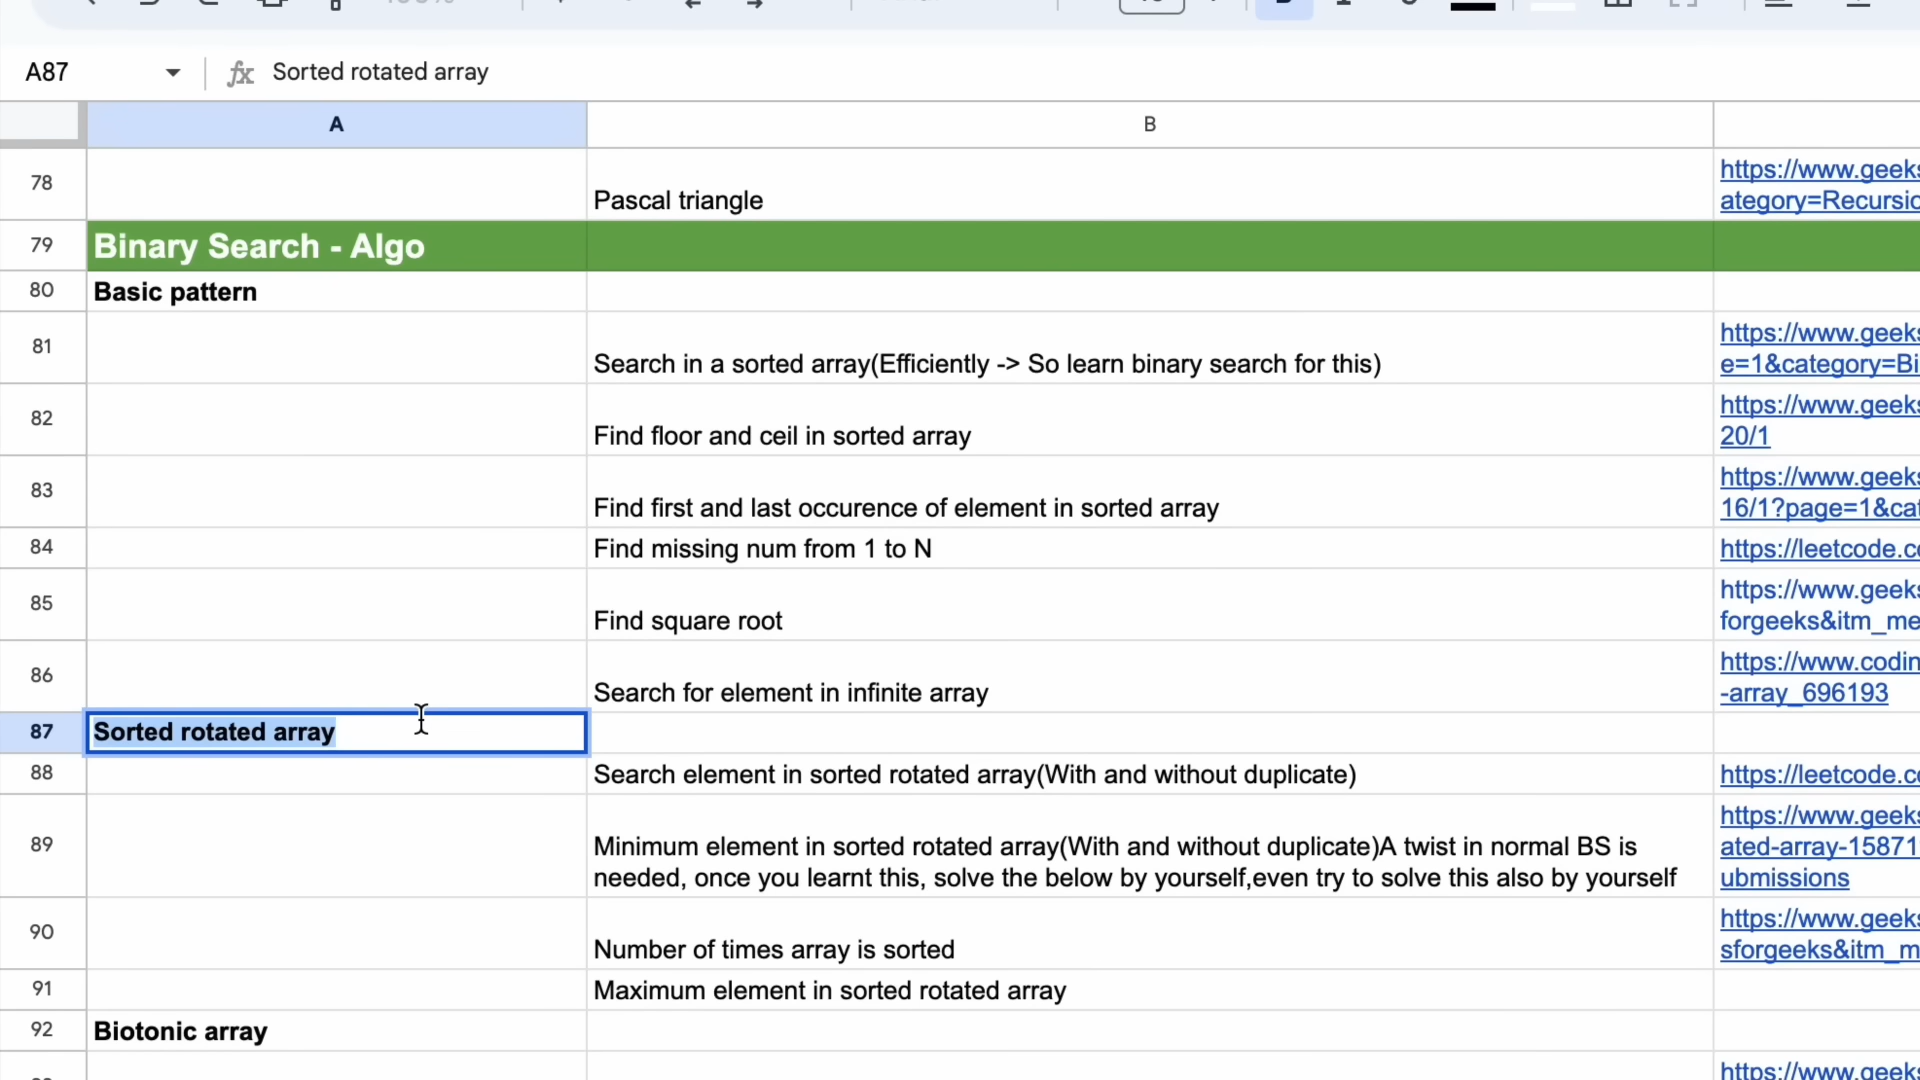 A87
fx Sorted rotated array
A B
78 Pascal triangle https://www.geeks
ategory=Recursio
79 Binary Search - Algo
80 Basic pattern
81 Search in a sorted array(Efficiently -> So learn binary search for this) https://www.geeks
e=1&category=Bi
82 Find floor and ceil in sorted array https://www.geeks
20/1
83 Find first and last occurence of element in sorted array https://www.geeks
16/1?page=1&cat
84 Find missing num from 1 to N https://leetcode.co
85 Find square root https://www.geeks
forgeeks&itm_me
86 Search for element in infinite array https://www.codin
-array_696193
87 Sorted rotated array
88 Search element in sorted rotated array(With and without duplicate) https://leetcode.co
89 Minimum element in sorted rotated array(With and without duplicate)A twist in normal BS is https://www.geeks
needed, once you learnt this, solve the below by yourself,even try to solve this also by yourself ated-array-15871
ubmissions
90 Number of times array is sorted https://www.geeks
sforgeeks&itm_m
91 Maximum element in sorted rotated array
92 Biotonic array
https://www.geeks